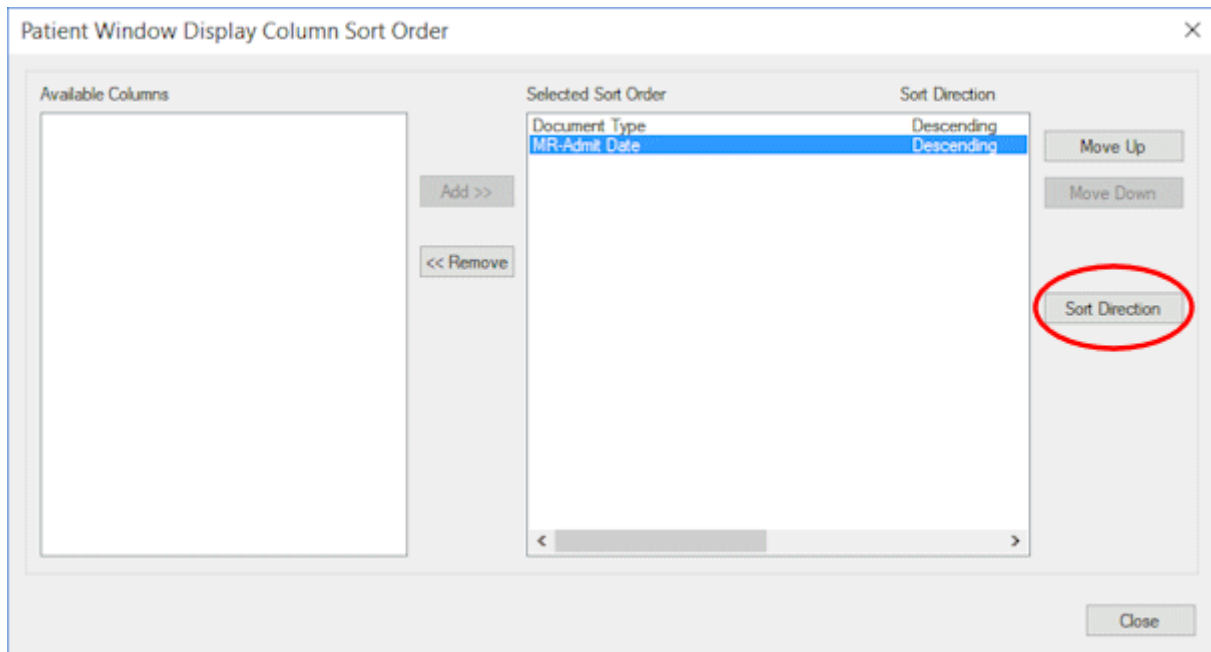 Patient Window Display Column Sort Order
Available Columns
Selected Sort Order Sort Direction
Document Type Descending
MR-Admit Date Descending
Move Up
Add >>
Move Down
<< Remove
Sort Direction
Close